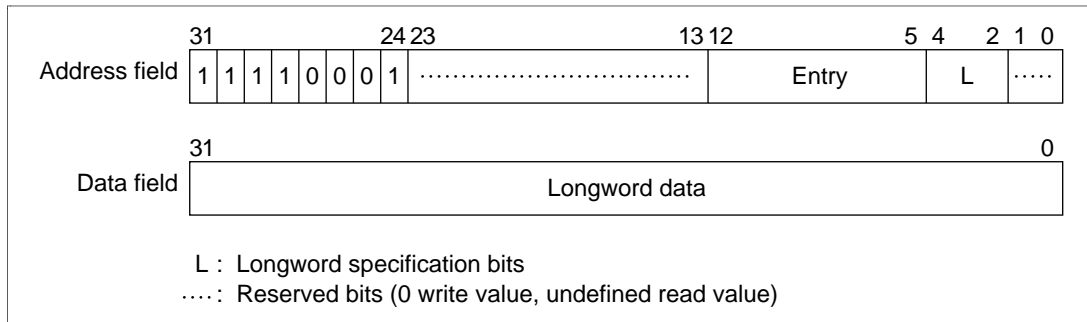 31 24 23 13 12 5 4 2 1 0
Address field 1 1 1 1 0 0 0 1 .................................. Entry L .....
31 0
Data field Longword data
L : Longword specification bits
..... : Reserved bits (0 write value, undefined read value)